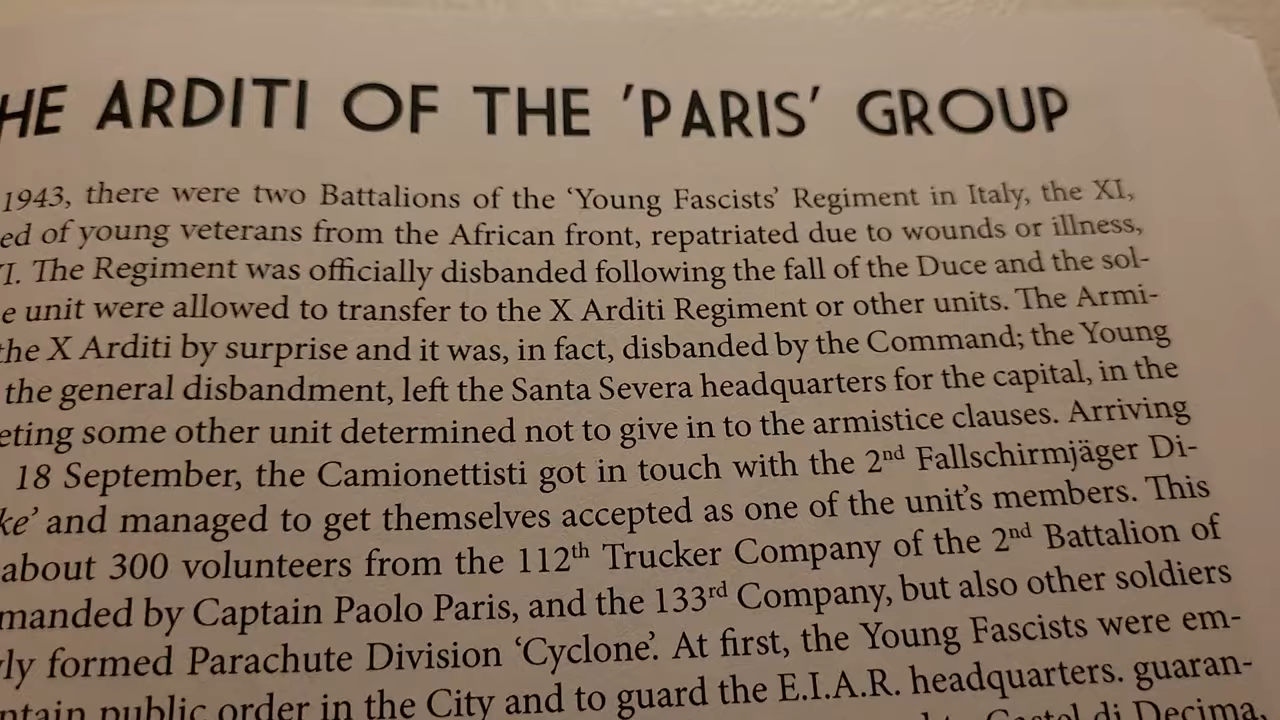 HE ARDITI OF THE 'PARIS' GROUP
1943, there were two Battalions of the ‘Young Fascists’ Regiment in Italy, the XI,
ed of young veterans from the African front, repatriated due to wounds or illness,
I. The Regiment was officially disbanded following the fall of the Duce and the sol-
e unit were allowed to transfer to the X Arditi Regiment or other units. The Armi-
the X Arditi by surprise and it was, in fact, disbanded by the Command; the Young
the general disbandment, left the Santa Severa headquarters for the capital, in the
eting some other unit determined not to give in to the armistice clauses. Arriving
18 September, the Camionettisti got in touch with the 2nd Fallschirmjäger Di-
ke’ and managed to get themselves accepted as one of the unit’s members. This
about 300 volunteers from the 112th Trucker Company of the 2nd Battalion of
manded by Captain Paolo Paris, and the 133rd Company, but also other soldiers
ly formed Parachute Division ‘Cyclone’. At first, the Young Fascists were em-
ntain public order in the City and to guard the E.I.A.R. headquarters. guaran-
Castel di Decima,